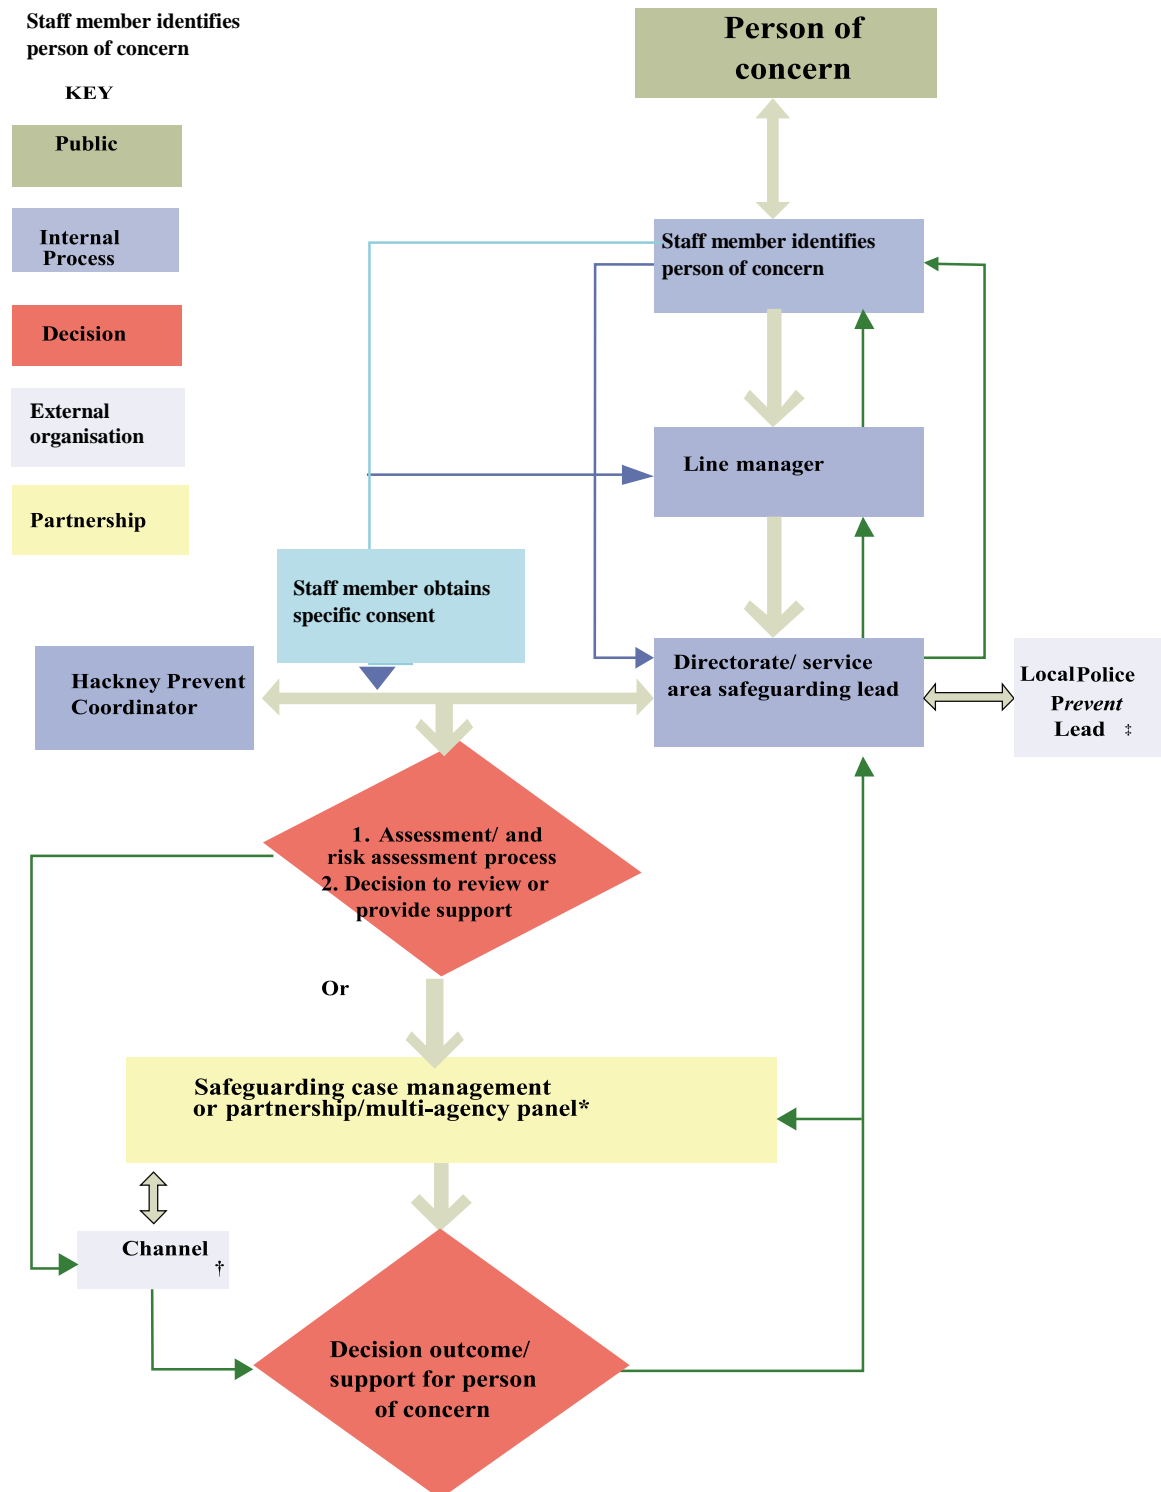 Staff member identifies
person of concern
KEY
Public
Internal
Process
Decision
External
organisation
Partnership
Person of
concern
Staff member identifies
person of concern
Line manager
Staff member obtains
specific consent
Hackney Prevent
Coordinator
Directorate/ service
area safeguarding lead
Local Police
Prevent
Lead ‡
1. Assessment/ and
risk assessment process
2. Decision to review or
provide support
Or
Safeguarding case management
or partnership/multi-agency panel*
Channel
†
Decision outcome/
support for person
of concern